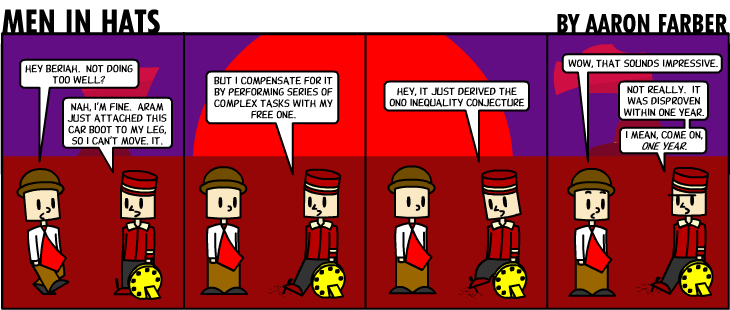 MEN IN HATS
BY AARON FARBER
HEY BERIAH. NOT DOING
TOO WELL?
NAH, I'M FINE. ARAM
JUST ATTACHED THIS
CAR BOOT TO MY LEG,
SO I CAN'T MOVE. IT.
BUT I COMPENSATE FOR IT
BY PERFORMING SERIES OF
COMPLEX TASKS WITH MY
FREE ONE.
HEY, IT JUST DERIVED THE
ONO INEQUALITY CONJECTURE
WOW, THAT SOUNDS IMPRESSIVE.
NOT REALLY. IT
WAS DISPROVEN
WITHIN ONE YEAR.
I MEAN, COME ON,
ONE YEAR.